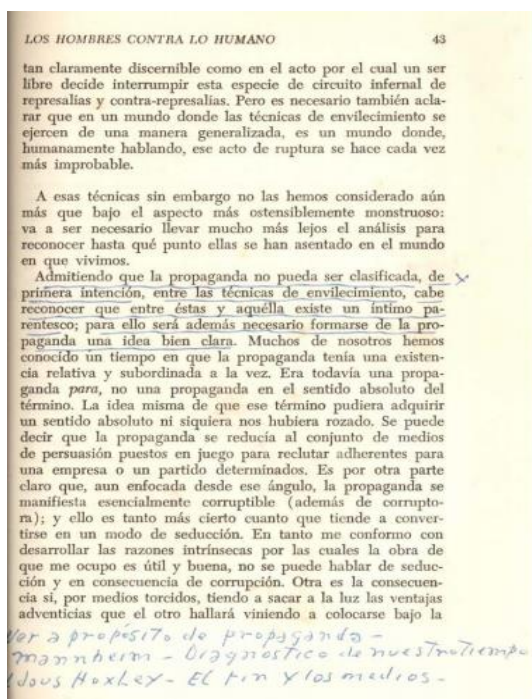 LOS HOMBRES CONTRA LO HUMANO 43
tan claramente discernible como en el acto por el cual un ser
libre decide interrumpir esta especie de circuito infernal de
represalías y contra-represalías. Pero es necesario también acla-
rar que en un mundo donde las técnicas de envilecimiento se
ejercen de una manera generalizada, es un mundo donde,
humanamente hablando, ese acto de ruptura se hace cada vez
más improbable.
A esas técnicas sin embargo no las hemos considerado aún
más que bajo el aspecto más ostensiblemente monstruoso:
va a ser necesario llevar mucho más lejos el análisis para
reconocer hasta qué punto ellas se han asentado en el mundo
en que vivimos.
Admitiendo que la propaganda no pueda ser clasificada, de x
primera intención, entre las técnicas de envilecimiento, cabe
reconocer que entre éstas y aquélla existe un íntimo pa-
rentesco; para ello será además necesario formarse de la pro-
paganda una idea bien clara. Muchos de nosotros hemos
conocido un tiempo en que la propaganda tenía una existen-
cia relativa y subordinada a la vez. Era todavía una propa-
ganda para, no una propaganda en el sentido absoluto del
término. La idea misma de que ese término pudiera adquirir
un sentido absoluto ni siquiera nos hubiera rozado. Se puede
decir que la propaganda se reducía al conjunto de medios
de persuasión puestos en juego para reclutar adherentes para
una empresa o un partido determinados. Es por otra parte
claro que, aun enfocada desde ese ángulo, la propaganda se
manifiesta esencialmente corruptible (además de corrupto-
ra); y ello es tanto más cierto cuanto que tiende a conver-
tirse en un modo de seducción. En tanto me conformo con
desarrollar las razones intrínsecas por las cuales la obra de
que me ocupo es útil y buena, no se puede hablar de seduc-
ción y en consecuencia de corrupción. Otra es la consecuen-
cia si, por medios torcidos, tiendo a sacar a la luz las ventajas
adventicias que el otro hallará viniendo a colocarse bajo la
Ver a propósito de propaganda -
mannheim - Diagnostico de nuestro tiempo
ldous Hoxley - El fin y los medios -